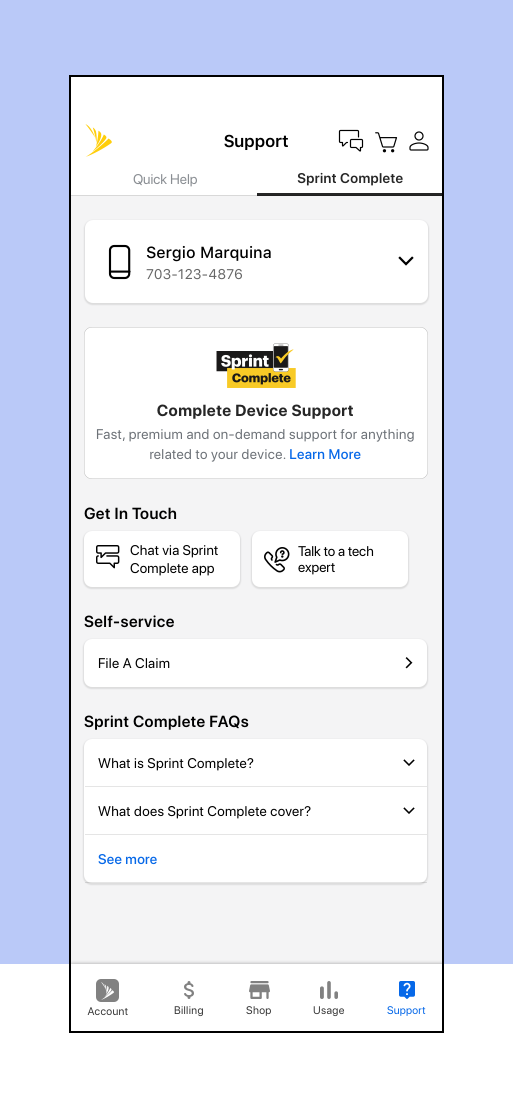 Support
Quick Help
Sprint Complete
Sergio Marquina
703-123-4876
Sprint
Complete
Complete Device Support
Fast, premium and on-demand support for anything
related to your device. Learn More
Get In Touch
Chat via Sprint
Complete app
Talk to a tech
expert
Self-service
File A Claim
Sprint Complete FAQs
What is Sprint Complete?
What does Sprint Complete cover?
See more
Account
Billing
Shop
Usage
Support